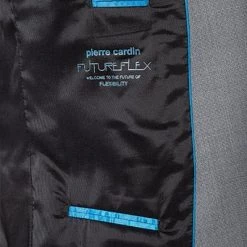 pierre cardin
FUTUREFLEX
WELCOME TO THE FUTURE OF
FLEXIBILITY